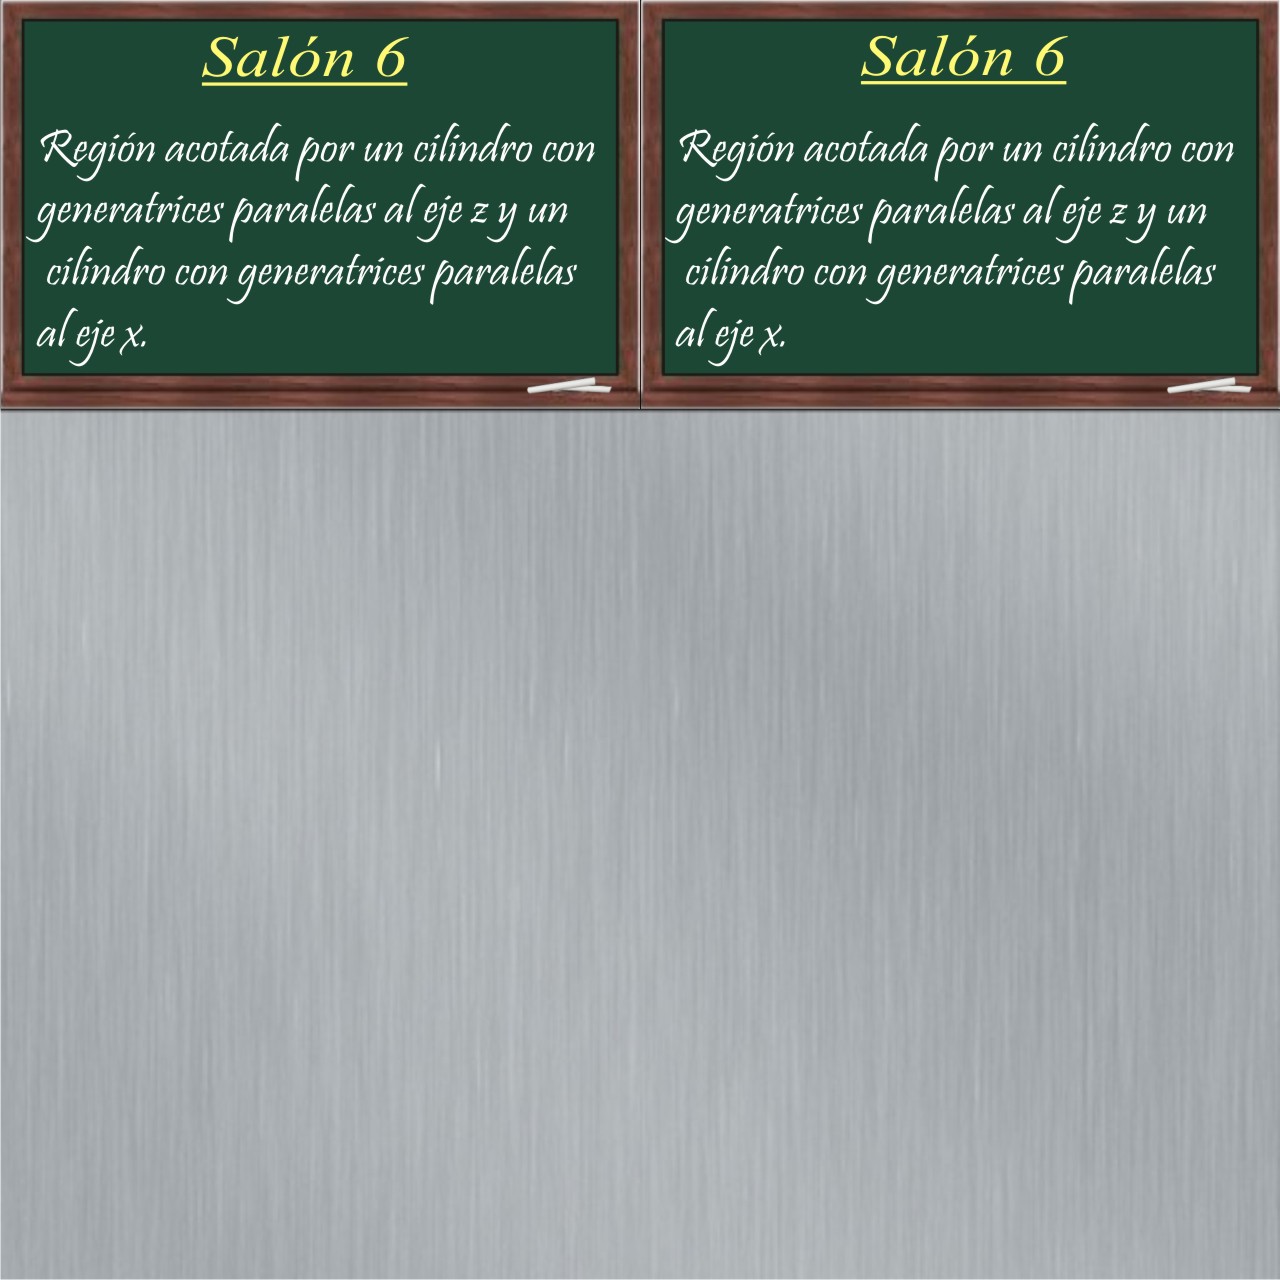 Salón 6
Región acotada por un cilindro con
generatrices paralelas al eje z y un
cilindro con generatrices paralelas
al eje x.
Salón 6
Región acotada por un cilindro con
generatrices paralelas al eje z y un
cilindro con generatrices paralelas
al eje x.